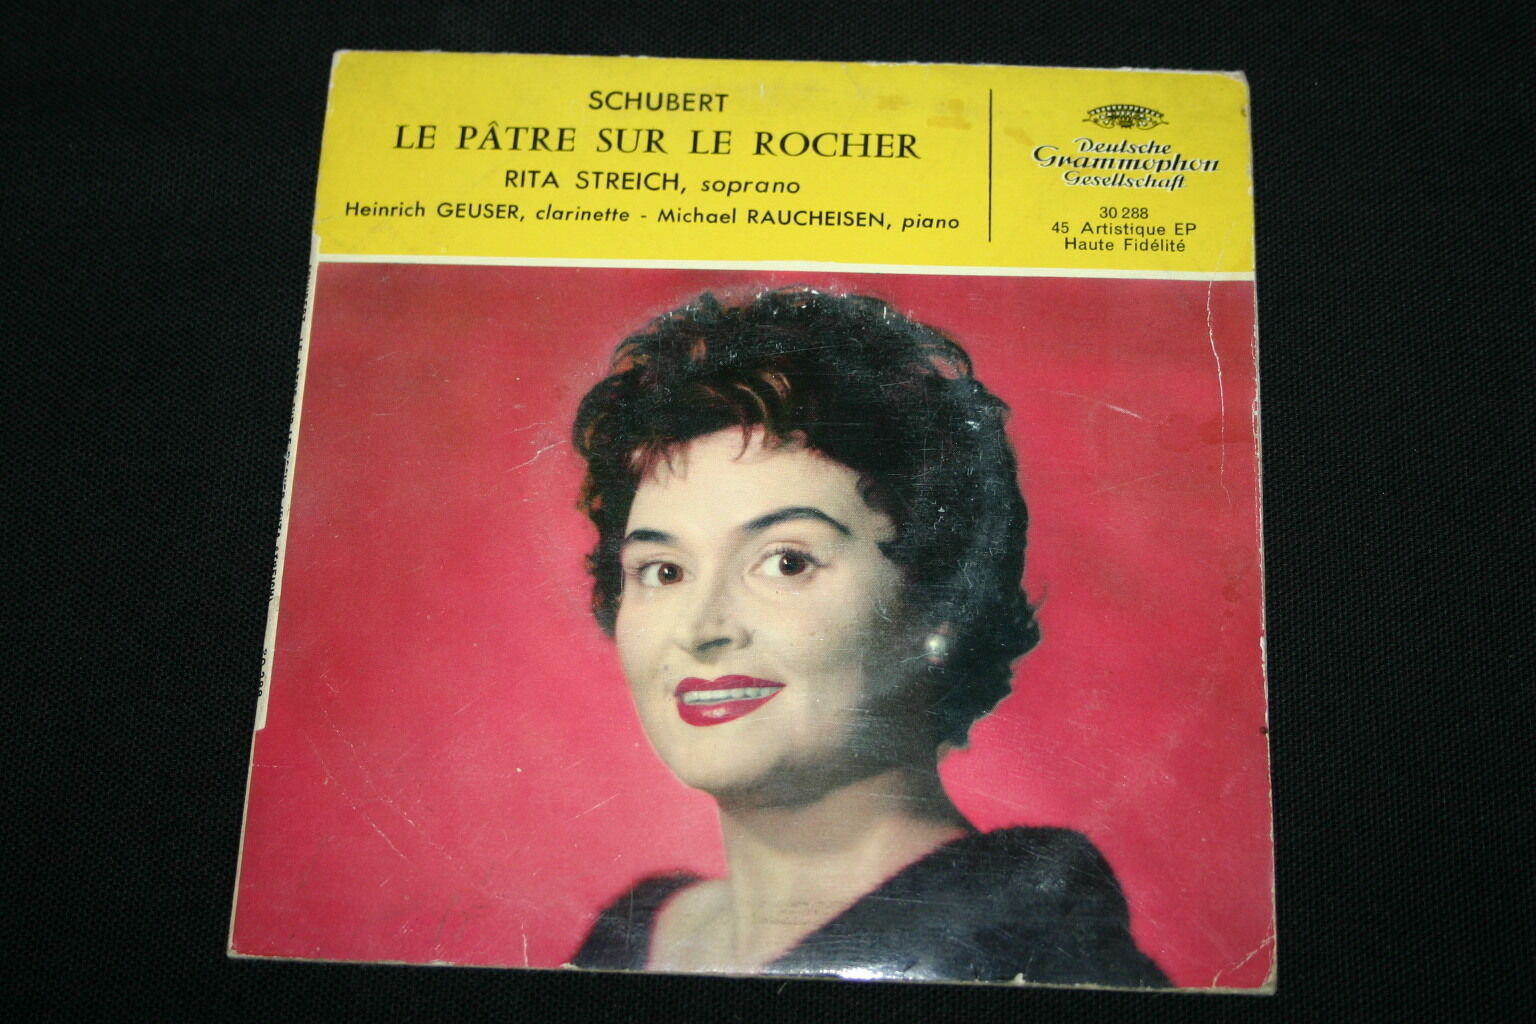 SCHUBERT
LE PÂTRE SUR LE ROCHER
RITA STREICH, soprano
Heinrich GEUSER, clarinette - Michael RAUCHEISEN, piano
Deutsche
Grammophon
Gesellschaft
30 288
45 Artistique EP
Haute Fidélité